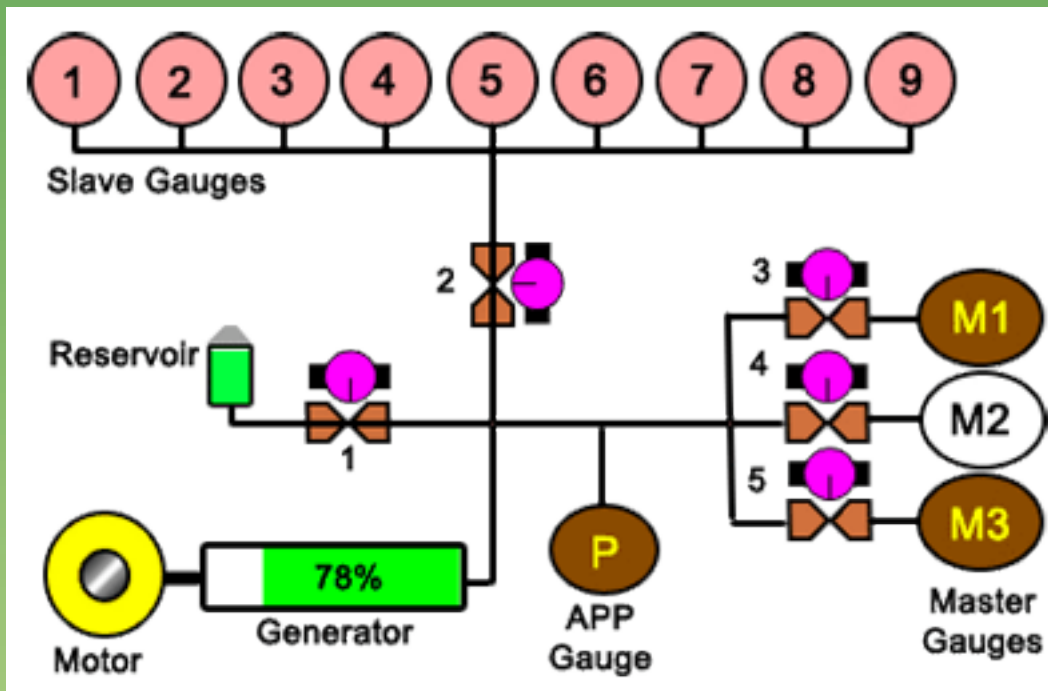 1 2 3 4 5 6 7 8 9
Slave Gauges
2
3
M1
Reservoir
4
M2
1
5
M3
78%
P
Generator
Motor
APP
Gauge
Master
Gauges